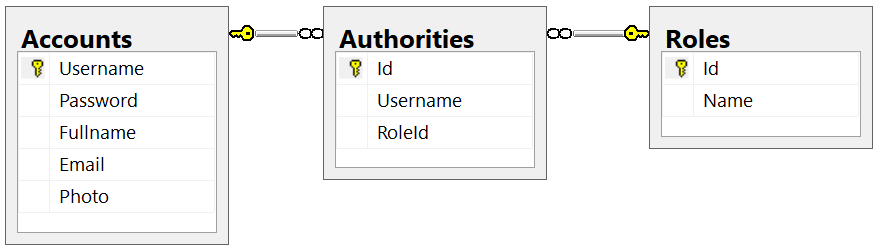 Accounts
Username
Password
Fullname
Email
Photo
Authorities
Id
Username
RoleId
Roles
Id
Name